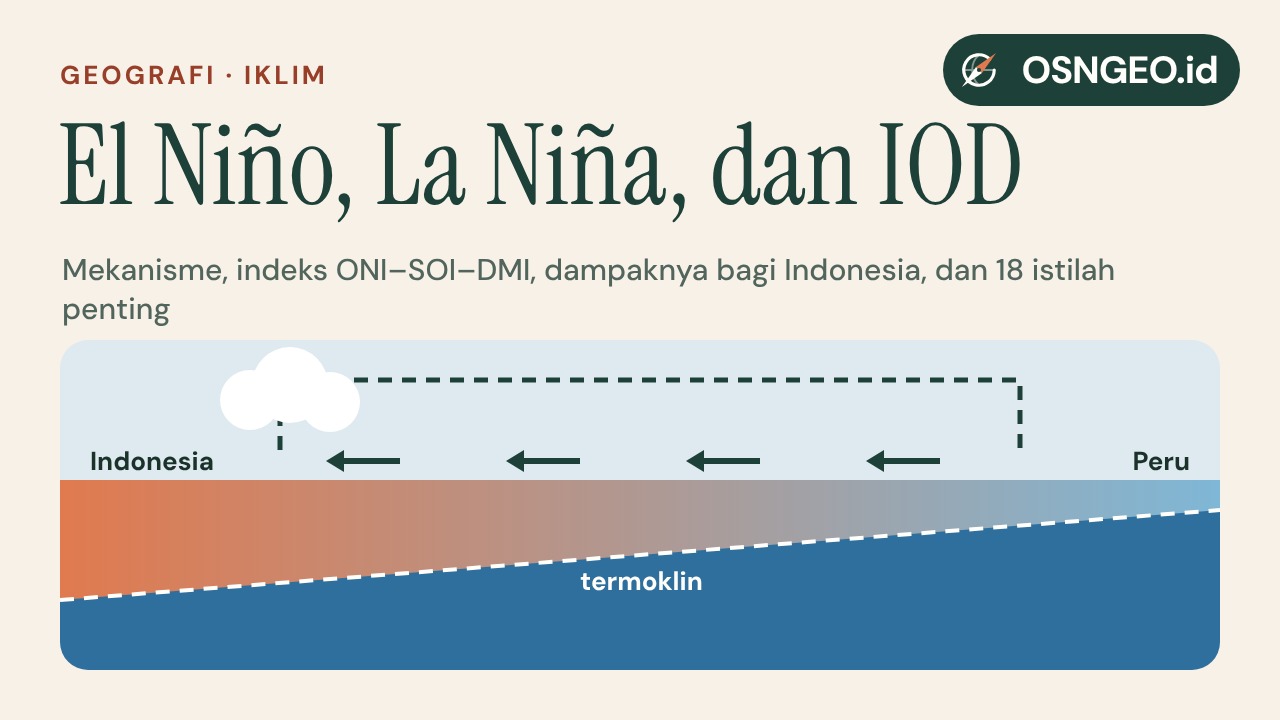 GEOGRAFI · IKLIM
OSNGEO.id
El Niño, La Niña, dan IOD
Mekanisme, indeks ONI–SOI–DMI, dampaknya bagi Indonesia, dan 18 istilah
penting
Indonesia
Peru
termoklin